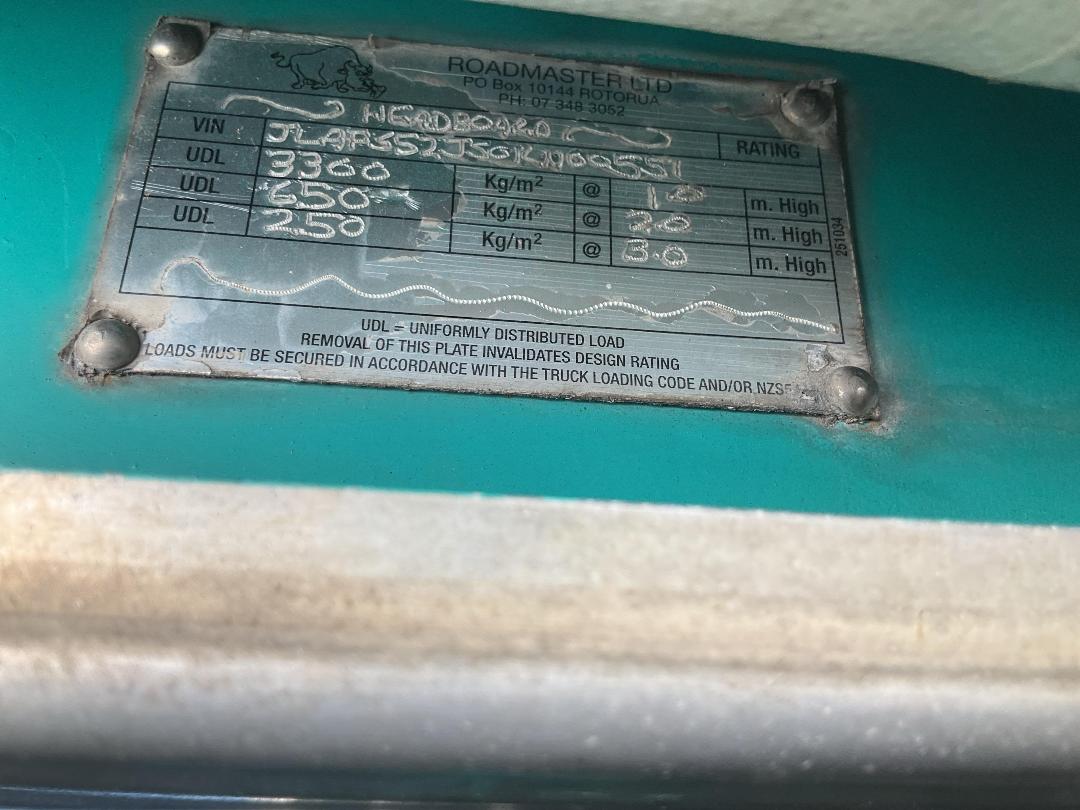 ROADMASTER LTD
PO Box 10144 ROTORUA
PH: 07 348 3052
HEADBOARD RATING
VIN
UDL 3300 Kg/m² @ 1.0 m. High
UDL 650 Kg/m² @ 2.0 m. High
UDL 250 Kg/m² @ 3.0 m. High
251034
UDL = UNIFORMLY DISTRIBUTED LOAD
REMOVAL OF THIS PLATE INVALIDATES DESIGN RATING
LOADS MUST BE SECURED IN ACCORDANCE WITH THE TRUCK LOADING CODE AND/OR